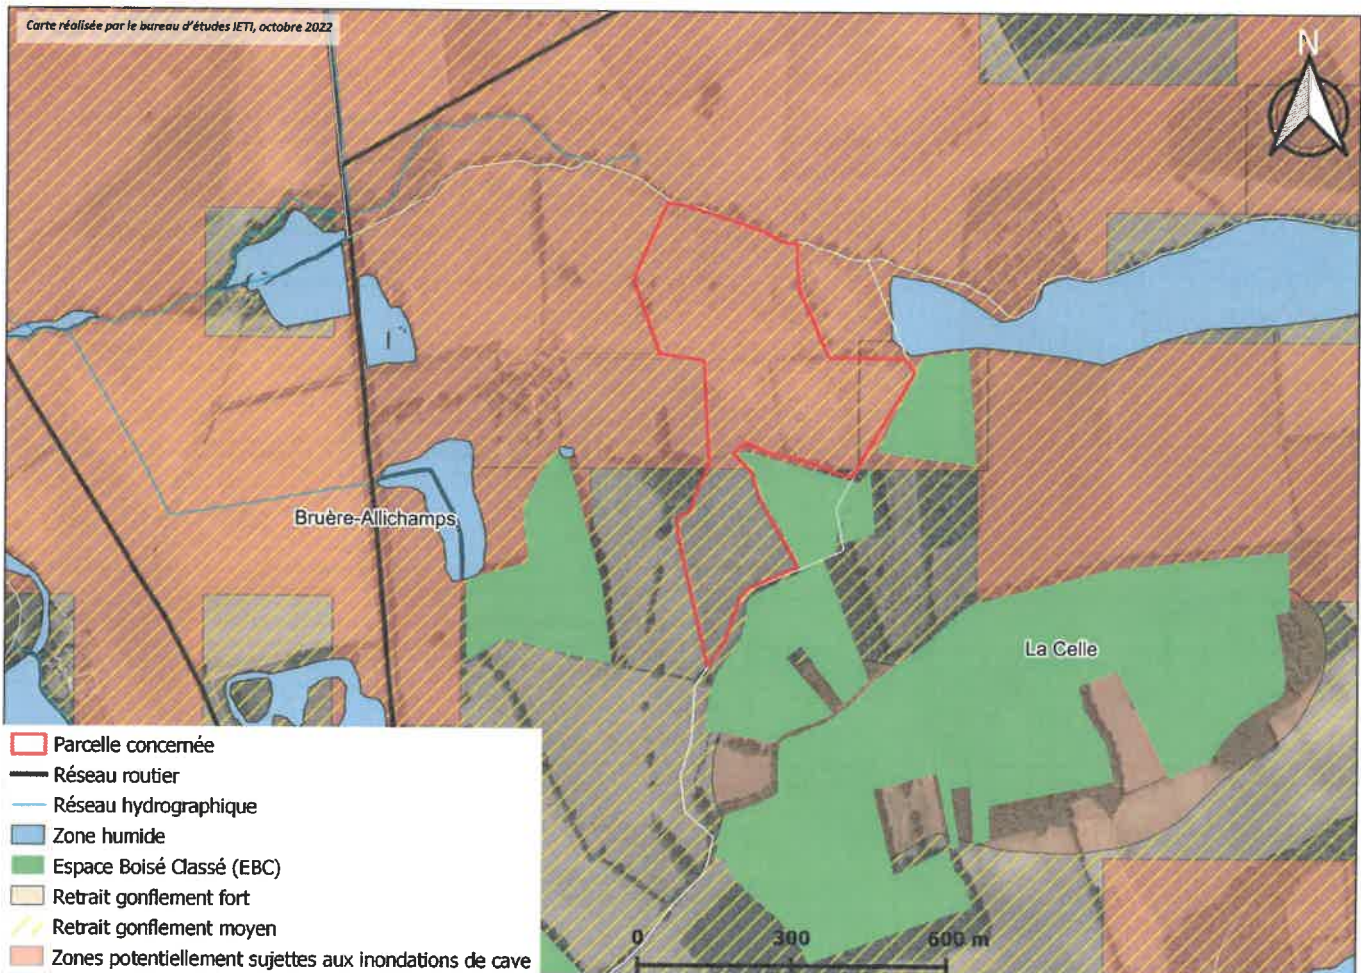 Carte réalisée par le bureau d'études IETI, octobre 2022
N
Bruère-Allichamps
La Celle
Parcelle concernée
Réseau routier
Réseau hydrographique
Zone humide
Espace Boisé Classé (EBC)
Retrait gonflement fort
Retrait gonflement moyen
Zones potentiellement sujettes aux inondations de cave
0 300 600 m